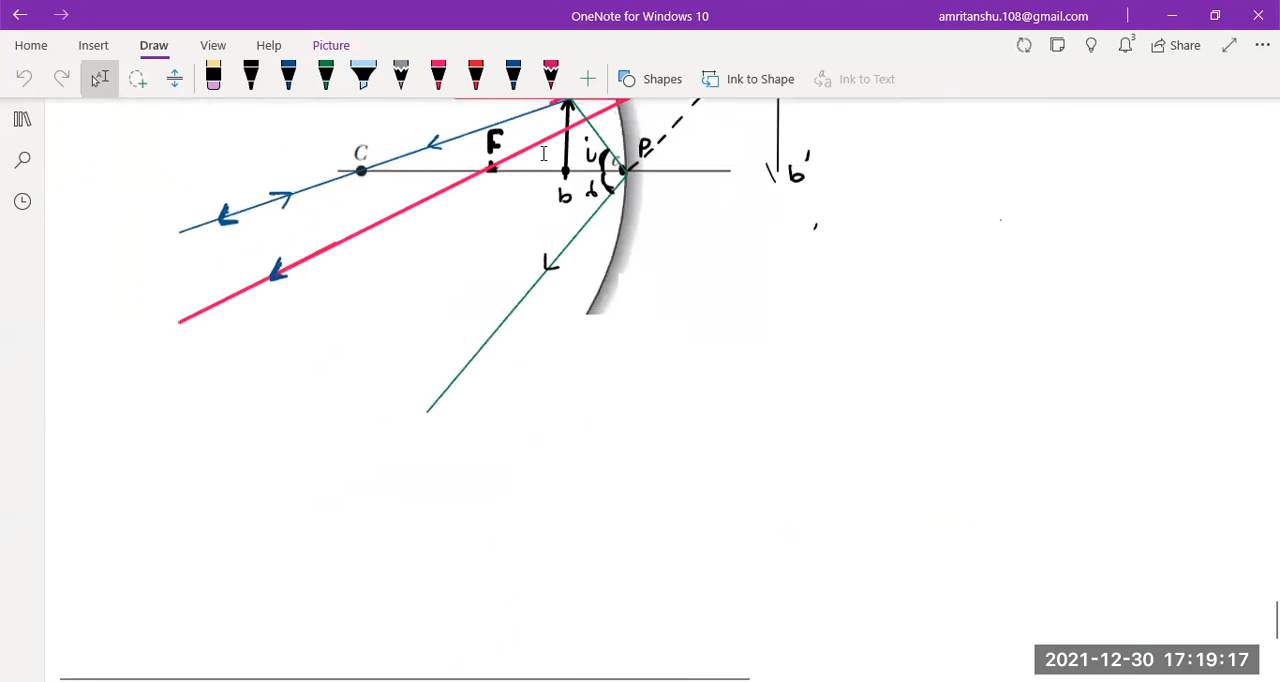 OneNote for Windows 10
amritanshu.108@gmail.com
Home Insert Draw View Help Picture
3
Share
Shapes Ink to Shape Ink to Text
C
F
i
P
b
r
b'
2021-12-30 17:19:17